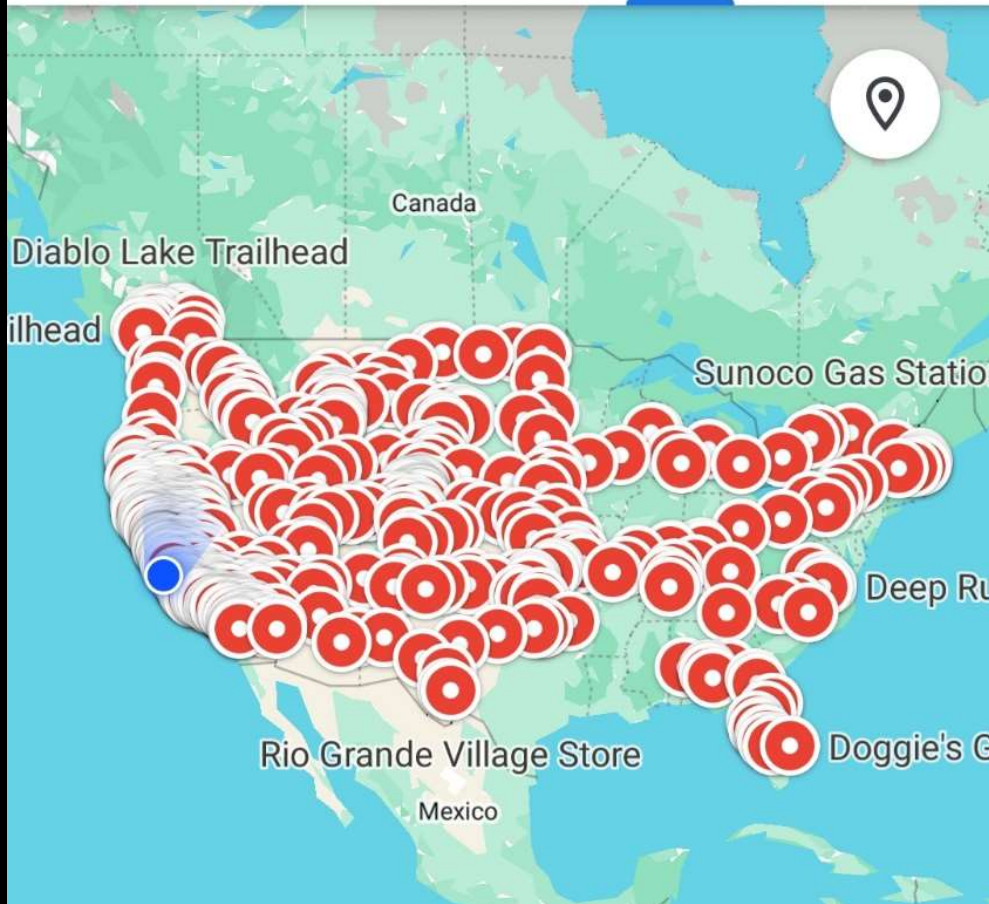 Canada
Diablo Lake Trailhead
ilhead
Sunoco Gas Statio
Deep Ru
Rio Grande Village Store
Doggie's G
Mexico